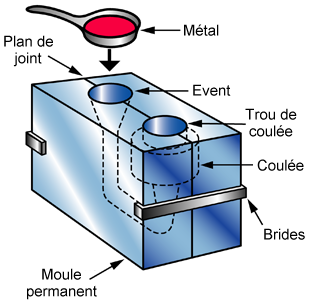 Métal
Plan de
joint
Event
Trou de
coulée
Coulée
Brides
Moule
permanent